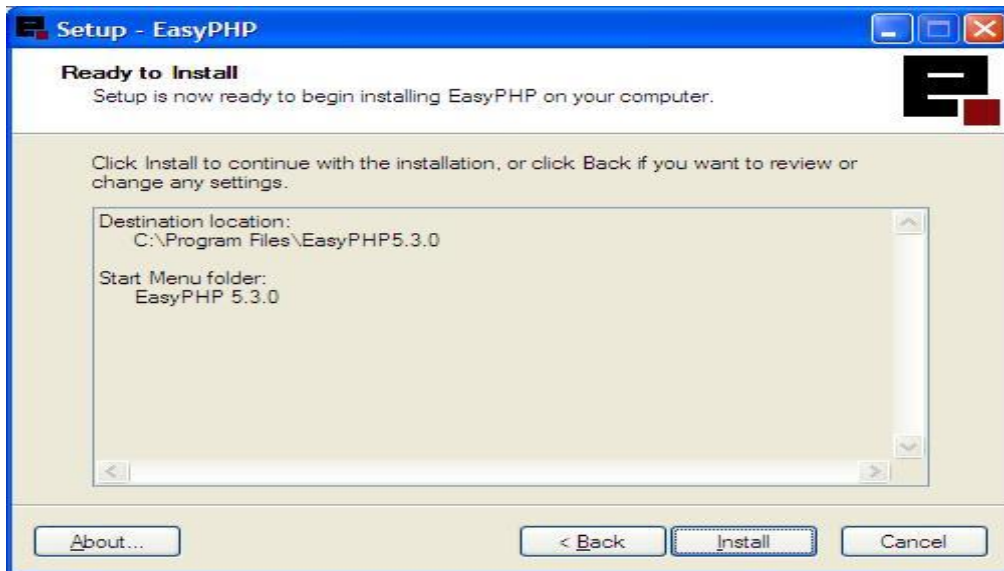 Setup - EasyPHP
Ready to Install
Setup is now ready to begin installing EasyPHP on your computer.
Click Install to continue with the installation, or click Back if you want to review or
change any settings.
Destination location:
C:\Program Files\EasyPHP5.3.0
Start Menu folder:
EasyPHP 5.3.0
About...
< Back
Install
Cancel